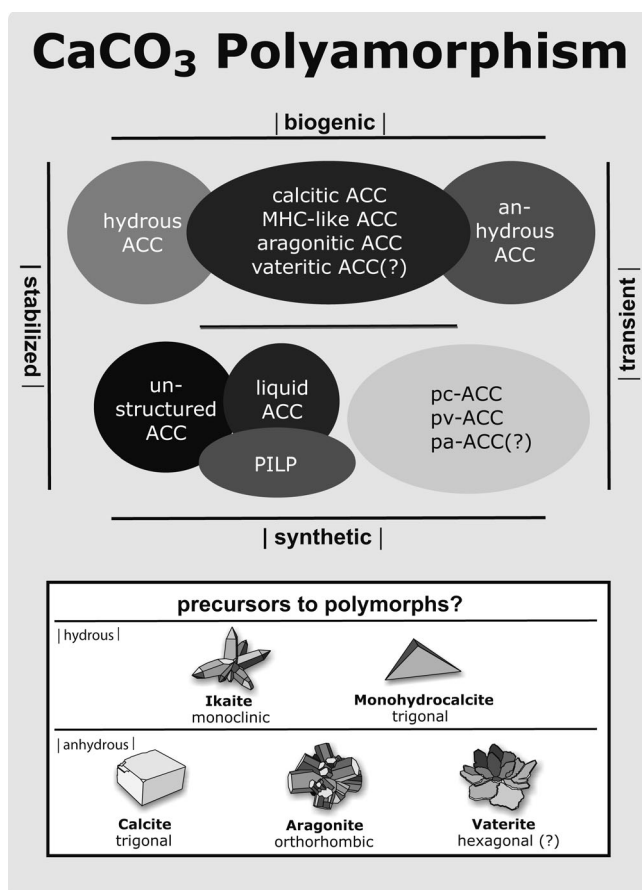 CaCO₃ Polyamorphism
| biogenic |
hydrous
ACC
calcitic ACC
MHC-like ACC
aragonitic ACC
vateritic ACC(?)
an-
hydrous
ACC
| stabilized |
| transient |
un-
structured
ACC
liquid
ACC
PILP
pc-ACC
pv-ACC
pa-ACC(?)
| synthetic |
precursors to polymorphs?
| hydrous |
Ikaite
monoclinic
Monohydrocalcite
trigonal
| anhydrous |
Calcite
trigonal
Aragonite
orthorhombic
Vaterite
hexagonal (?)